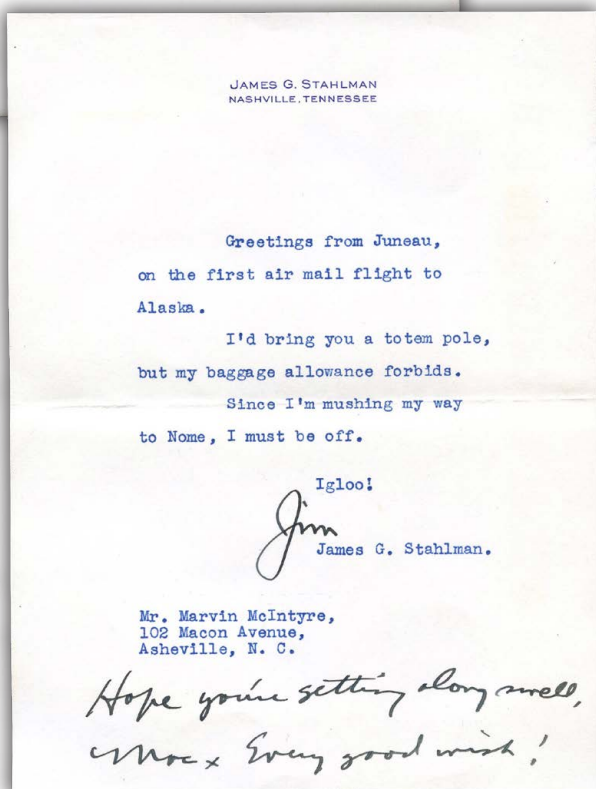 JAMES G. STAHLMAN
NASHVILLE, TENNESSEE
Greetings from Juneau,
on the first air mail flight to
Alaska.
I'd bring you a totem pole,
but my baggage allowance forbids.
Since I'm mushing my way
to Nome, I must be off.
Igloo!
Jim
James G. Stahlman.
Mr. Marvin McIntyre,
102 Macon Avenue,
Asheville, N. C.
Hope you're getting along swell,
Mac x Every good wish!